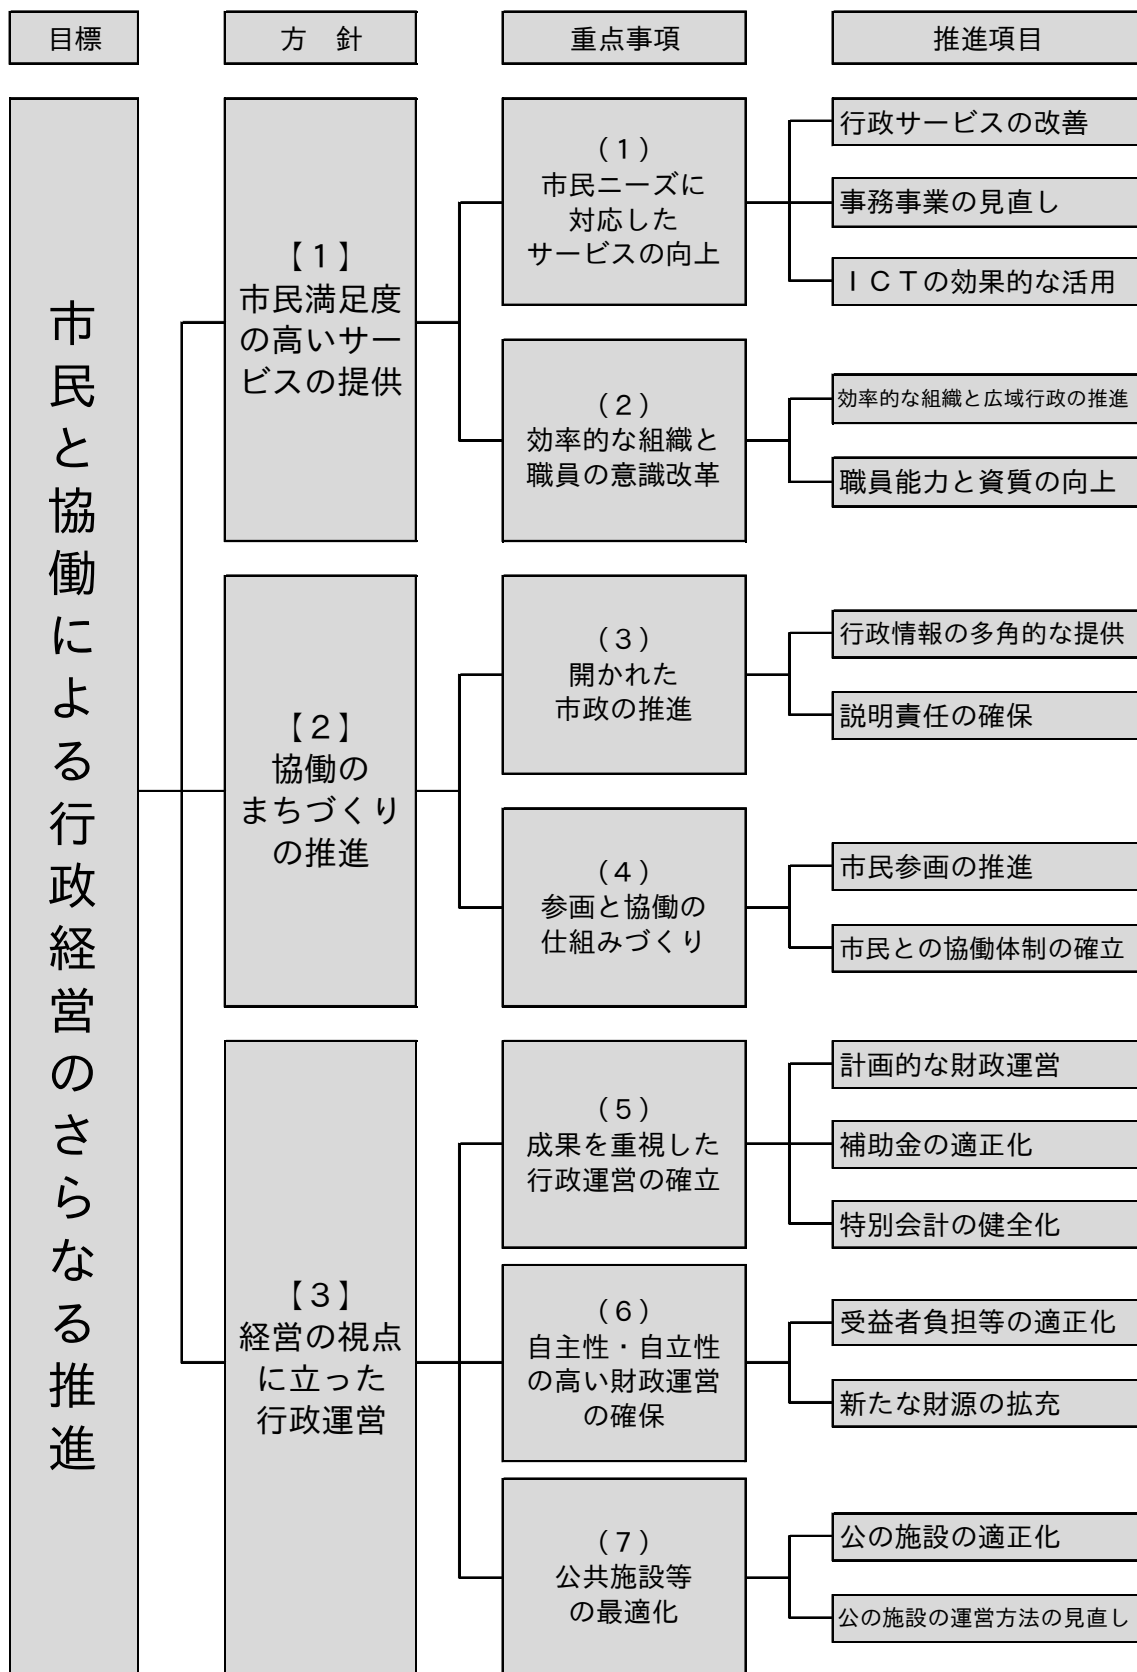 目標
方　針
重点事項
推進項目
市民と協働による行政経営のさらなる推進
【１】
市民満足度
の高いサー
ビスの提供
（１）
市民ニーズに
対応した
サービスの向上
行政サービスの改善
事務事業の見直し
ＩＣＴの効果的な活用
（２）
効率的な組織と
職員の意識改革
効率的な組織と広域行政の推進
職員能力と資質の向上
【２】
協働の
まちづくり
の推進
（３）
開かれた
市政の推進
行政情報の多角的な提供
説明責任の確保
（４）
参画と協働の
仕組みづくり
市民参画の推進
市民との協働体制の確立
【３】
経営の視点
に立った
行政運営
（５）
成果を重視した
行政運営の確立
計画的な財政運営
補助金の適正化
特別会計の健全化
（６）
自主性・自立性
の高い財政運営
の確保
受益者負担等の適正化
新たな財源の拡充
（７）
公共施設等
の最適化
公の施設の適正化
公の施設の運営方法の見直し